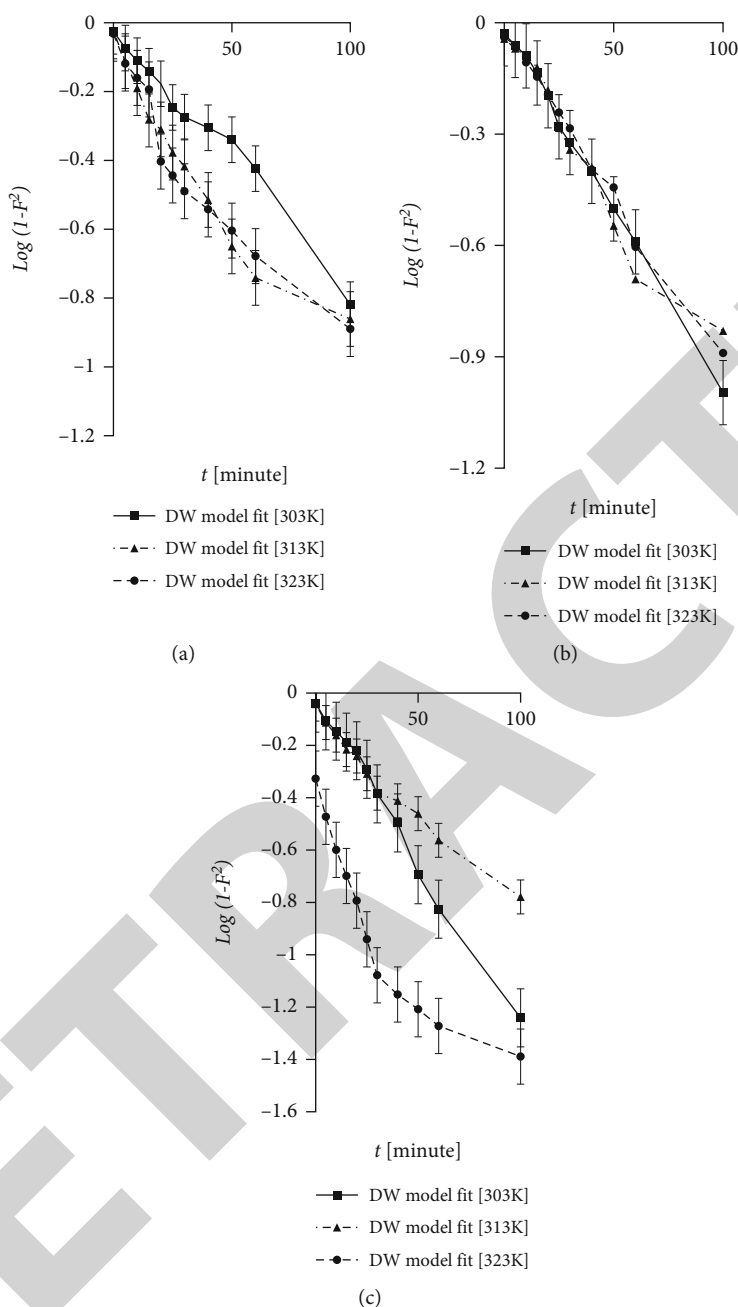 0
50
100
−0.2
−0.4
−0.6
−0.8
−1
−1.2
Log (1-F²)
t [minute]
DW model fit [303K]
DW model fit [313K]
DW model fit [323K]
(a)
0
50
100
−0.3
−0.6
−0.9
−1.2
Log (1-F²)
t [minute]
DW model fit [303K]
DW model fit [313K]
DW model fit [323K]
(b)
0
50
100
−0.2
−0.4
−0.6
−0.8
−1
−1.2
−1.4
−1.6
Log (1-F²)
t [minute]
DW model fit [303K]
DW model fit [313K]
DW model fit [323K]
(c)
ETRACT